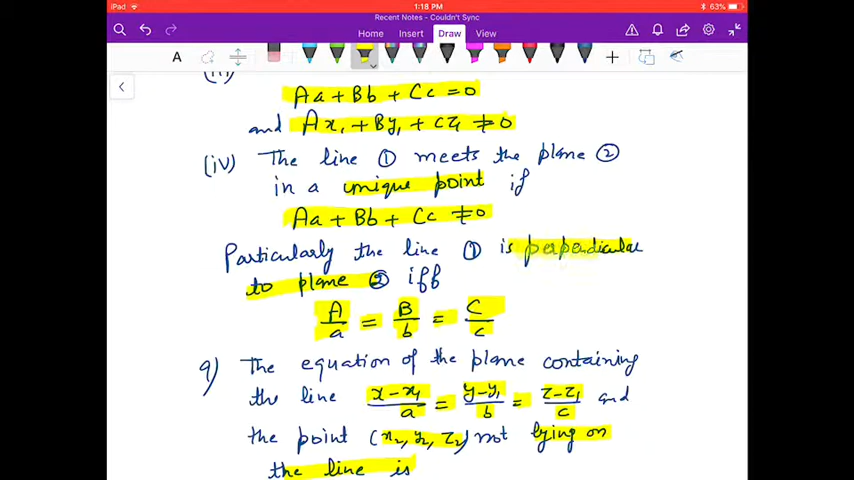 iPad
1:18 PM
63%
Recent Notes - Couldn't Sync
Home Insert Draw View
A
Aa + Bb + Cc = 0
and Ax₁ + By₁ + Cz₁ ≠ 0
(iv) The line ① meets the plane ②
in a unique point if
Aa + Bb + Cc ≠ 0
Particularly the line ① is perpendicular
to plane ② iff
A/a = B/b = C/c
9) The equation of the plane containing
the line (x-x₁)/a = (y-y₁)/b = (z-z₁)/c and
the point (x₂, y₂, z₂) not lying on
the line is